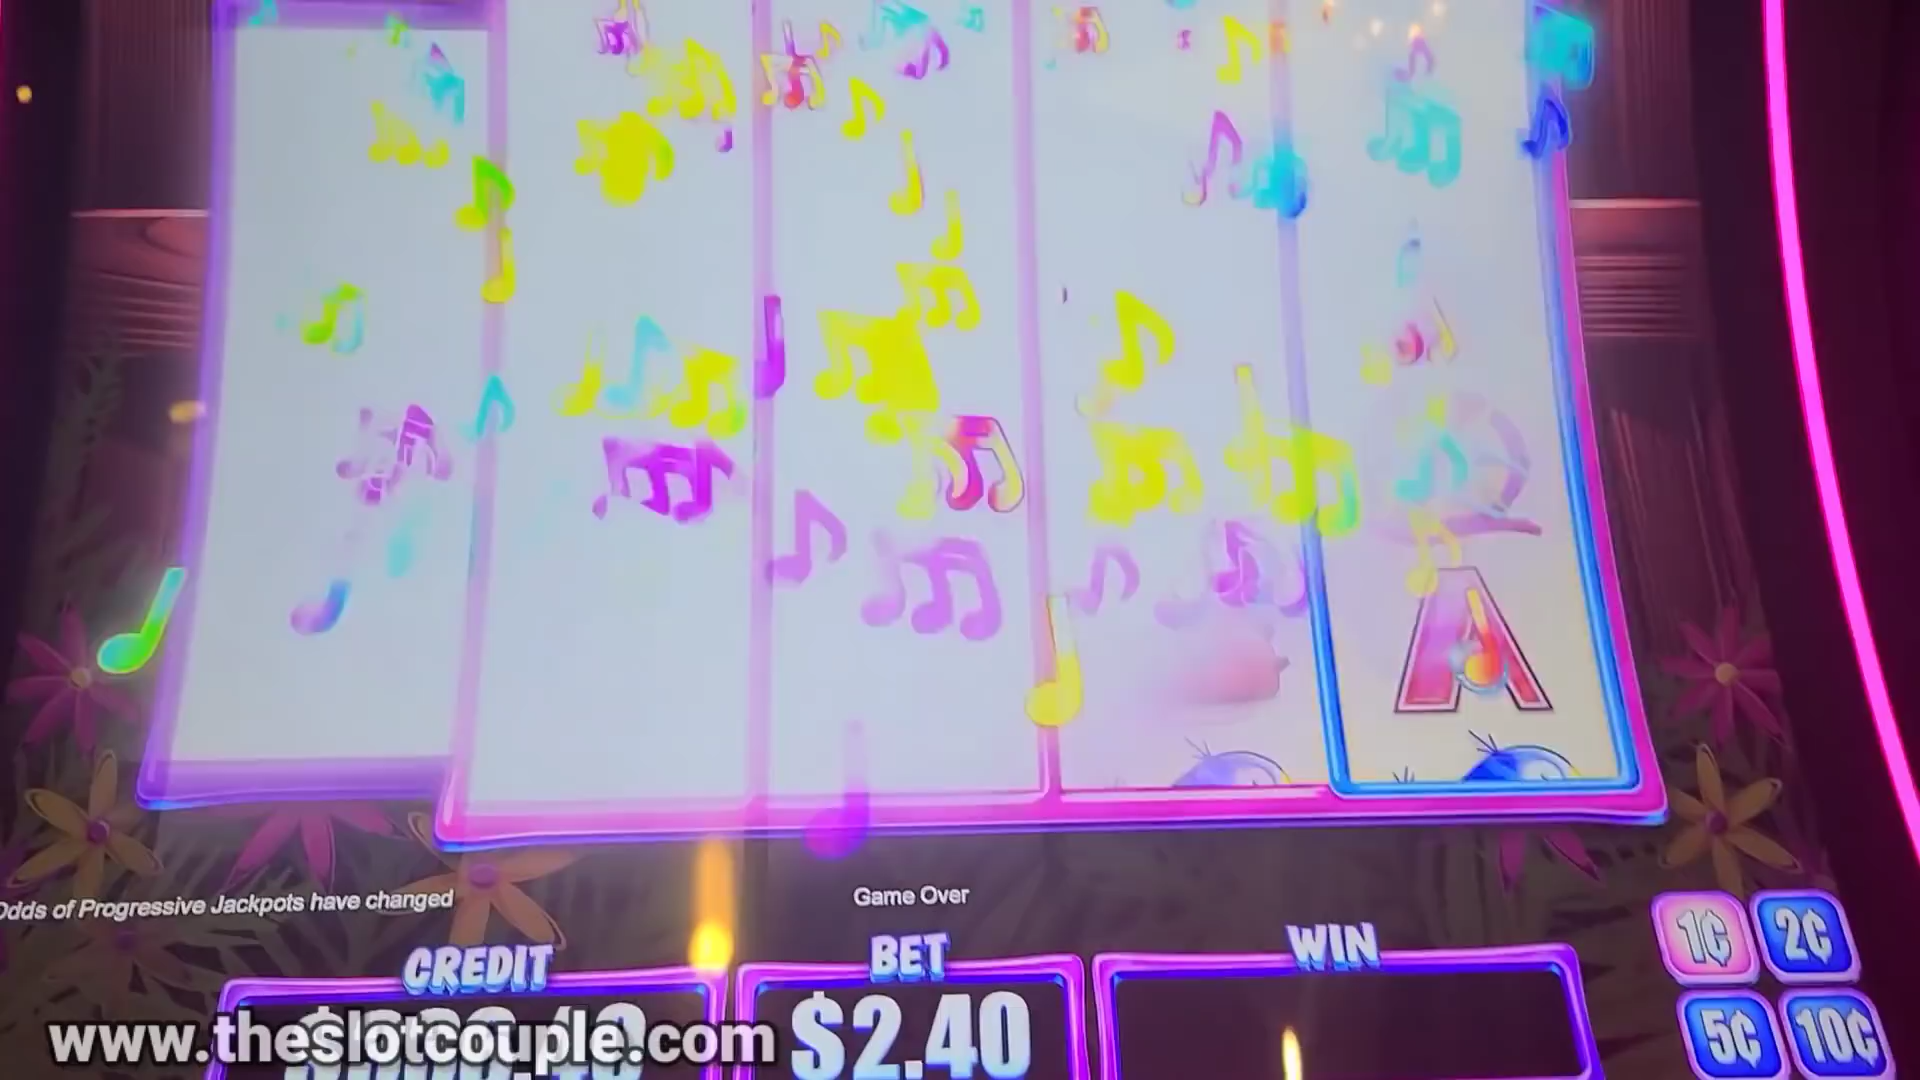 A
Odds of Progressive Jackpots have changed
Game Over
CREDIT
BET
WIN
1¢
2¢
$2.40
www.theslotcouple.com
5¢
10¢